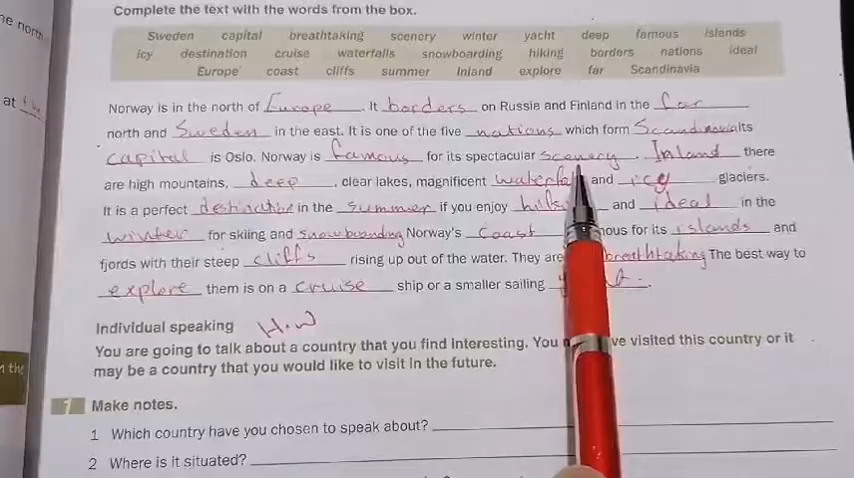 he north
at the
n the
Complete the text with the words from the box.
Sweden capital breathtaking scenery winter yacht deep famous islands
icy destination cruise waterfalls snowboarding hiking borders nations ideal
Europe coast cliffs summer Inland explore far Scandinavia
Norway is in the north of Europe . It borders on Russia and Finland in the far
north and Sweden in the east. It is one of the five nations which form Scandinavia Its
capital is Oslo. Norway is famous for its spectacular scenery . Inland there
are high mountains, deep , clear lakes, magnificent waterfa and icy glaciers.
It is a perfect destination in the summer if you enjoy and ideal in the
winter for skiing and snowboarding Norway's coast mous for its islands and
fjords with their steep cliffs rising up out of the water. They are breathtaking The best way to
explore them is on a cruise ship or a smaller sailing .
Individual speaking H.W
You are going to talk about a country that you find interesting. You ve visited this country or it
may be a country that you would like to visit in the future.
1 Make notes.
1 Which country have you chosen to speak about?
2 Where is it situated?